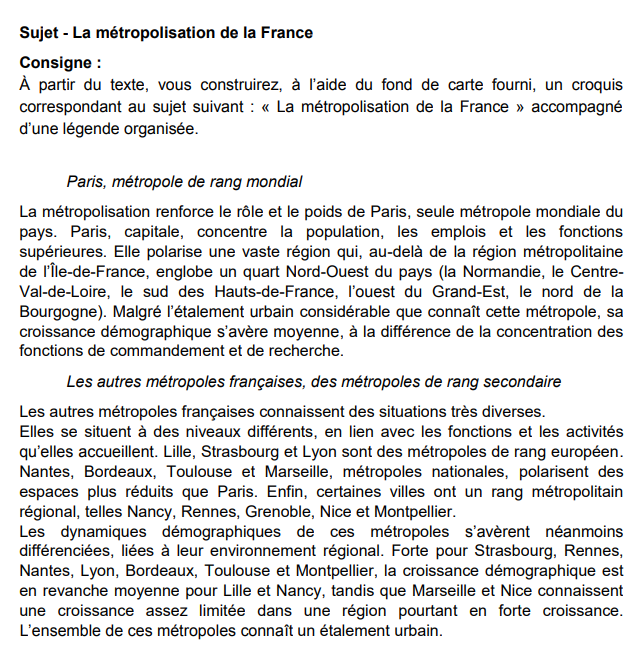 Sujet - La métropolisation de la France
Consigne :
À partir du texte, vous construirez, à l’aide du fond de carte fourni, un croquis
correspondant au sujet suivant : « La métropolisation de la France » accompagné
d’une légende organisée.
Paris, métropole de rang mondial
La métropolisation renforce le rôle et le poids de Paris, seule métropole mondiale du
pays. Paris, capitale, concentre la population, les emplois et les fonctions
supérieures. Elle polarise une vaste région qui, au-delà de la région métropolitaine
de l’Île-de-France, englobe un quart Nord-Ouest du pays (la Normandie, le Centre-
Val-de-Loire, le sud des Hauts-de-France, l’ouest du Grand-Est, le nord de la
Bourgogne). Malgré l’étalement urbain considérable que connaît cette métropole, sa
croissance démographique s’avère moyenne, à la différence de la concentration des
fonctions de commandement et de recherche.
Les autres métropoles françaises, des métropoles de rang secondaire
Les autres métropoles françaises connaissent des situations très diverses.
Elles se situent à des niveaux différents, en lien avec les fonctions et les activités
qu’elles accueillent. Lille, Strasbourg et Lyon sont des métropoles de rang européen.
Nantes, Bordeaux, Toulouse et Marseille, métropoles nationales, polarisent des
espaces plus réduits que Paris. Enfin, certaines villes ont un rang métropolitain
régional, telles Nancy, Rennes, Grenoble, Nice et Montpellier.
Les dynamiques démographiques de ces métropoles s’avèrent néanmoins
différenciées, liées à leur environnement régional. Forte pour Strasbourg, Rennes,
Nantes, Lyon, Bordeaux, Toulouse et Montpellier, la croissance démographique est
en revanche moyenne pour Lille et Nancy, tandis que Marseille et Nice connaissent
une croissance assez limitée dans une région pourtant en forte croissance.
L’ensemble de ces métropoles connaît un étalement urbain.